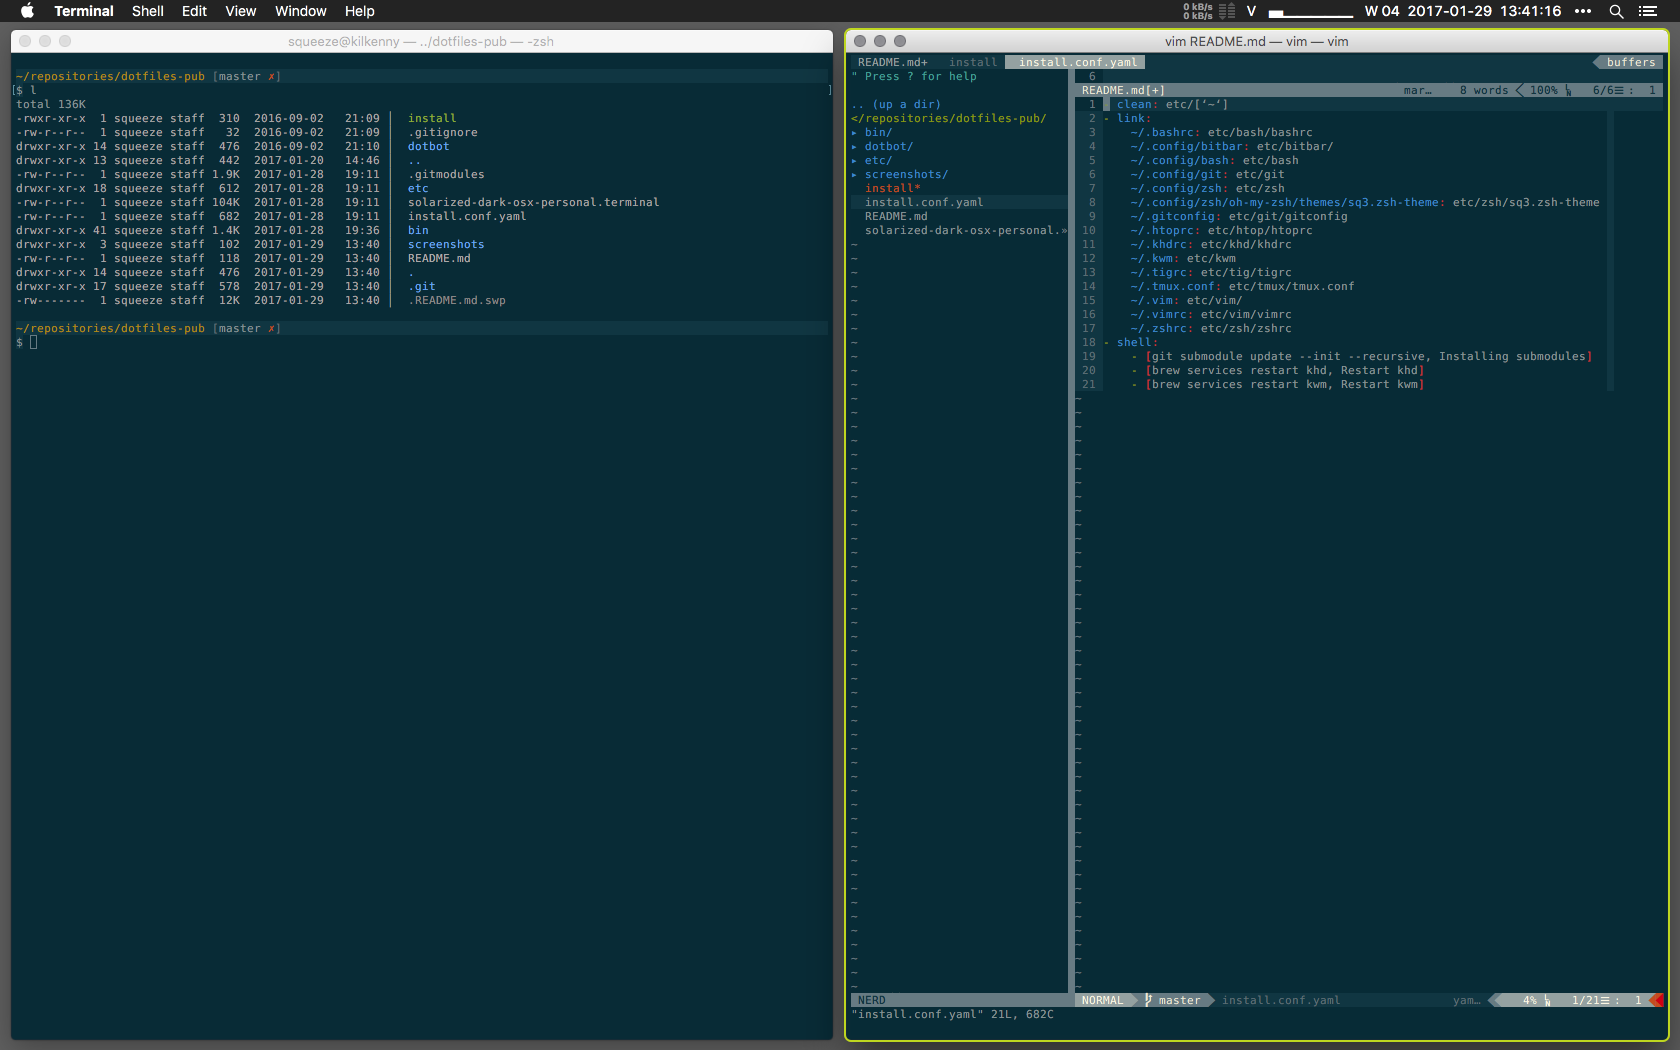 Terminal Shell Edit View Window Help
0 kB/s
0 kB/s
V W 04 2017-01-29 13:41:16
squeeze@kilkenny — ../dotfiles-pub — -zsh
~/repositories/dotfiles-pub [master ✗]
[$ l ]
total 136K
-rwxr-xr-x 1 squeeze staff 310 2016-09-02 21:09 │ install
-rw-r--r-- 1 squeeze staff 32 2016-09-02 21:09 │ .gitignore
drwxr-xr-x 14 squeeze staff 476 2016-09-02 21:10 │ dotbot
drwxr-xr-x 13 squeeze staff 442 2017-01-20 14:46 │ ..
-rw-r--r-- 1 squeeze staff 1.9K 2017-01-28 19:11 │ .gitmodules
drwxr-xr-x 18 squeeze staff 612 2017-01-28 19:11 │ etc
-rw-r--r-- 1 squeeze staff 104K 2017-01-28 19:11 │ solarized-dark-osx-personal.terminal
-rw-r--r-- 1 squeeze staff 682 2017-01-28 19:11 │ install.conf.yaml
drwxr-xr-x 41 squeeze staff 1.4K 2017-01-28 19:36 │ bin
drwxr-xr-x 3 squeeze staff 102 2017-01-29 13:40 │ screenshots
-rw-r--r-- 1 squeeze staff 118 2017-01-29 13:40 │ README.md
drwxr-xr-x 14 squeeze staff 476 2017-01-29 13:40 │ .
drwxr-xr-x 17 squeeze staff 578 2017-01-29 13:40 │ .git
-rw------- 1 squeeze staff 12K 2017-01-29 13:40 │ .README.md.swp
~/repositories/dotfiles-pub [master ✗]
$
vim README.md — vim — vim
README.md+ install install.conf.yaml buffers
" Press ? for help
.. (up a dir)
</repositories/dotfiles-pub/
▸ bin/
▸ dotbot/
▸ etc/
▸ screenshots/
install*
install.conf.yaml
README.md
solarized-dark-osx-personal.»
6
README.md[+] mar… 8 words 100% 6/6☰ : 1
1 - clean: etc/['~']
2 - link:
3 ~/.bashrc: etc/bash/bashrc
4 ~/.config/bitbar: etc/bitbar/
5 ~/.config/bash: etc/bash
6 ~/.config/git: etc/git
7 ~/.config/zsh: etc/zsh
8 ~/.config/zsh/oh-my-zsh/themes/sq3.zsh-theme: etc/zsh/sq3.zsh-theme
9 ~/.gitconfig: etc/git/gitconfig
10 ~/.htoprc: etc/htop/htoprc
11 ~/.khdrc: etc/khd/khdrc
12 ~/.kwm: etc/kwm
13 ~/.tigrc: etc/tig/tigrc
14 ~/.tmux.conf: etc/tmux/tmux.conf
15 ~/.vim: etc/vim/
16 ~/.vimrc: etc/vim/vimrc
17 ~/.zshrc: etc/zsh/zshrc
18 - shell:
19 - [git submodule update --init --recursive, Installing submodules]
20 - [brew services restart khd, Restart khd]
21 - [brew services restart kwm, Restart kwm]
NERD
NORMAL master install.conf.yaml yam… 4% 1/21☰ : 1
"install.conf.yaml" 21L, 682C